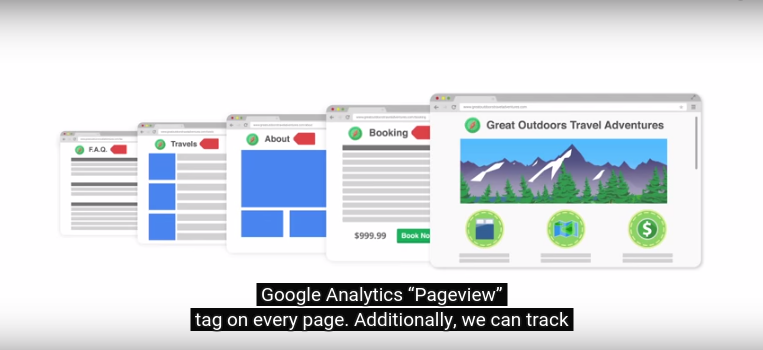 F.A.Q.
Travels
About
Booking
$999.99
Book No
Great Outdoors Travel Adventures
$
Google Analytics “Pageview”
tag on every page. Additionally, we can track